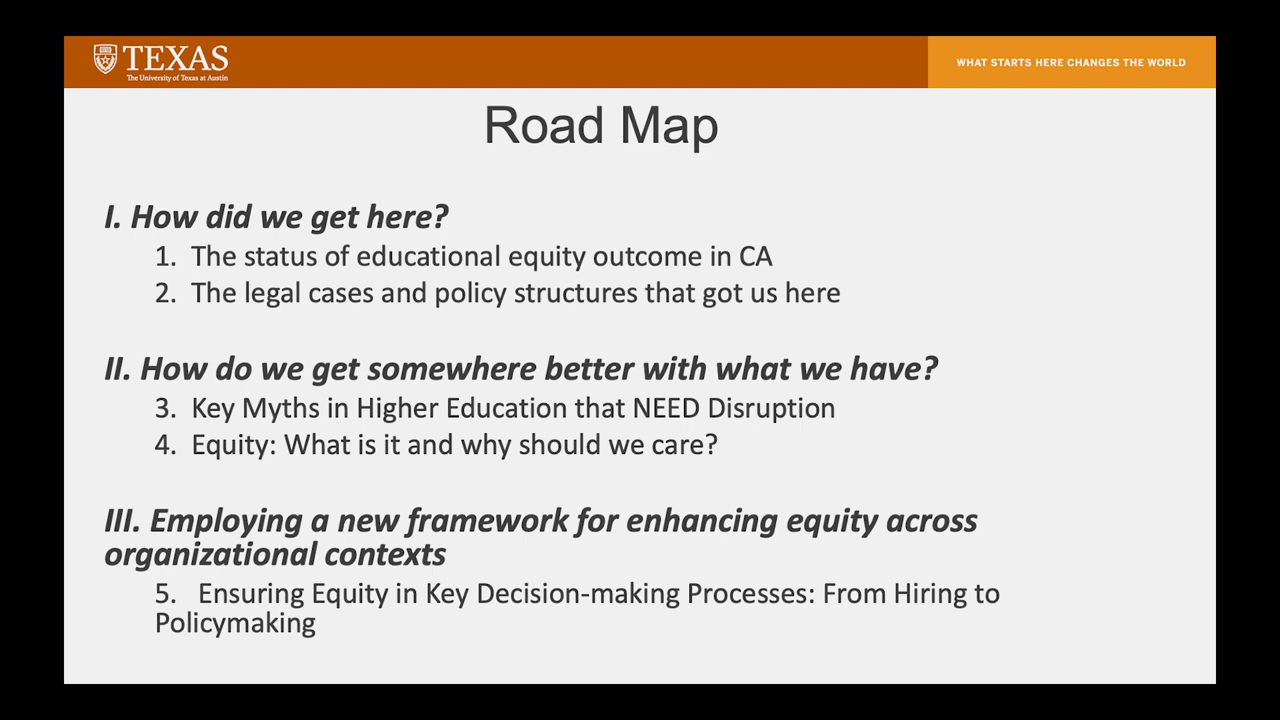 TEXAS
The University of Texas at Austin
WHAT STARTS HERE CHANGES THE WORLD
Road Map
I. How did we get here?
1. The status of educational equity outcome in CA
2. The legal cases and policy structures that got us here
II. How do we get somewhere better with what we have?
3. Key Myths in Higher Education that NEED Disruption
4. Equity: What is it and why should we care?
III. Employing a new framework for enhancing equity across
organizational contexts
5. Ensuring Equity in Key Decision-making Processes: From Hiring to
Policymaking